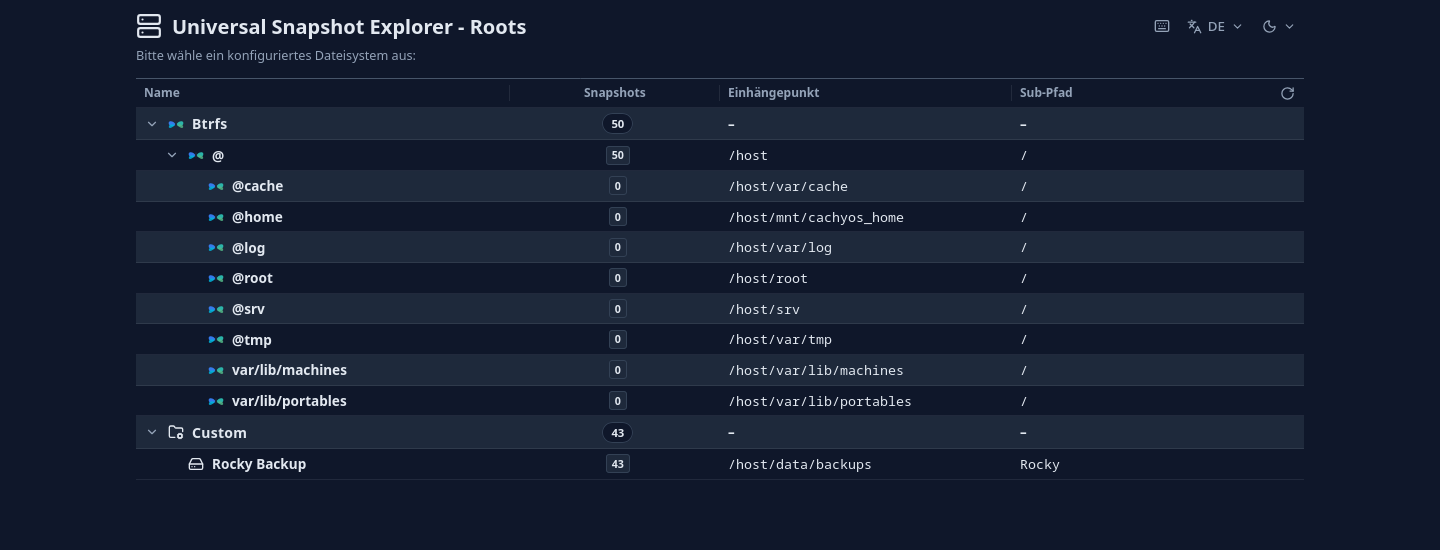 Universal Snapshot Explorer - Roots
DE
Bitte wähle ein konfiguriertes Dateisystem aus:
Name Snapshots Einhängepunkt Sub-Pfad
Btrfs 50 – –
@ 50 /host /
@cache 0 /host/var/cache /
@home 0 /host/mnt/cachyos_home /
@log 0 /host/var/log /
@root 0 /host/root /
@srv 0 /host/srv /
@tmp 0 /host/var/tmp /
var/lib/machines 0 /host/var/lib/machines /
var/lib/portables 0 /host/var/lib/portables /
Custom 43 – –
Rocky Backup 43 /host/data/backups Rocky